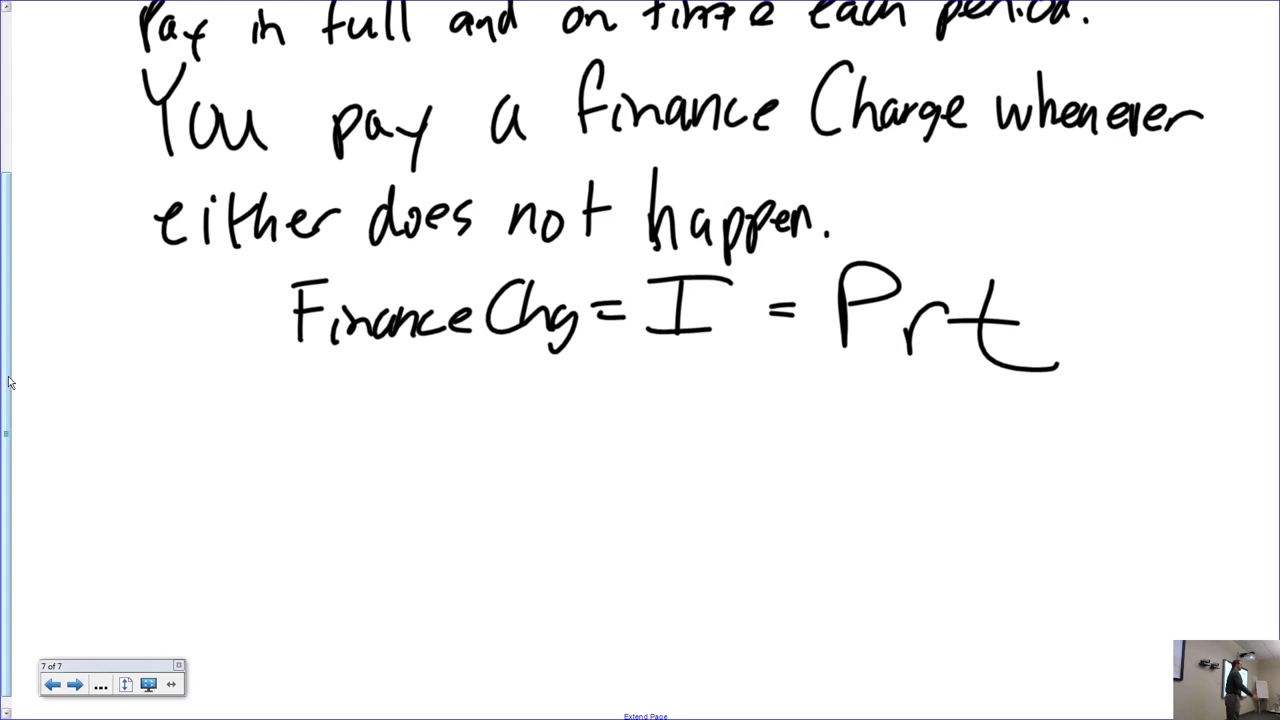 Pay in full and on time each period.
You pay a finance Charge whenever
either does not happen.
Finance Chg = I = Prt
7 of 7
...
Extend Page